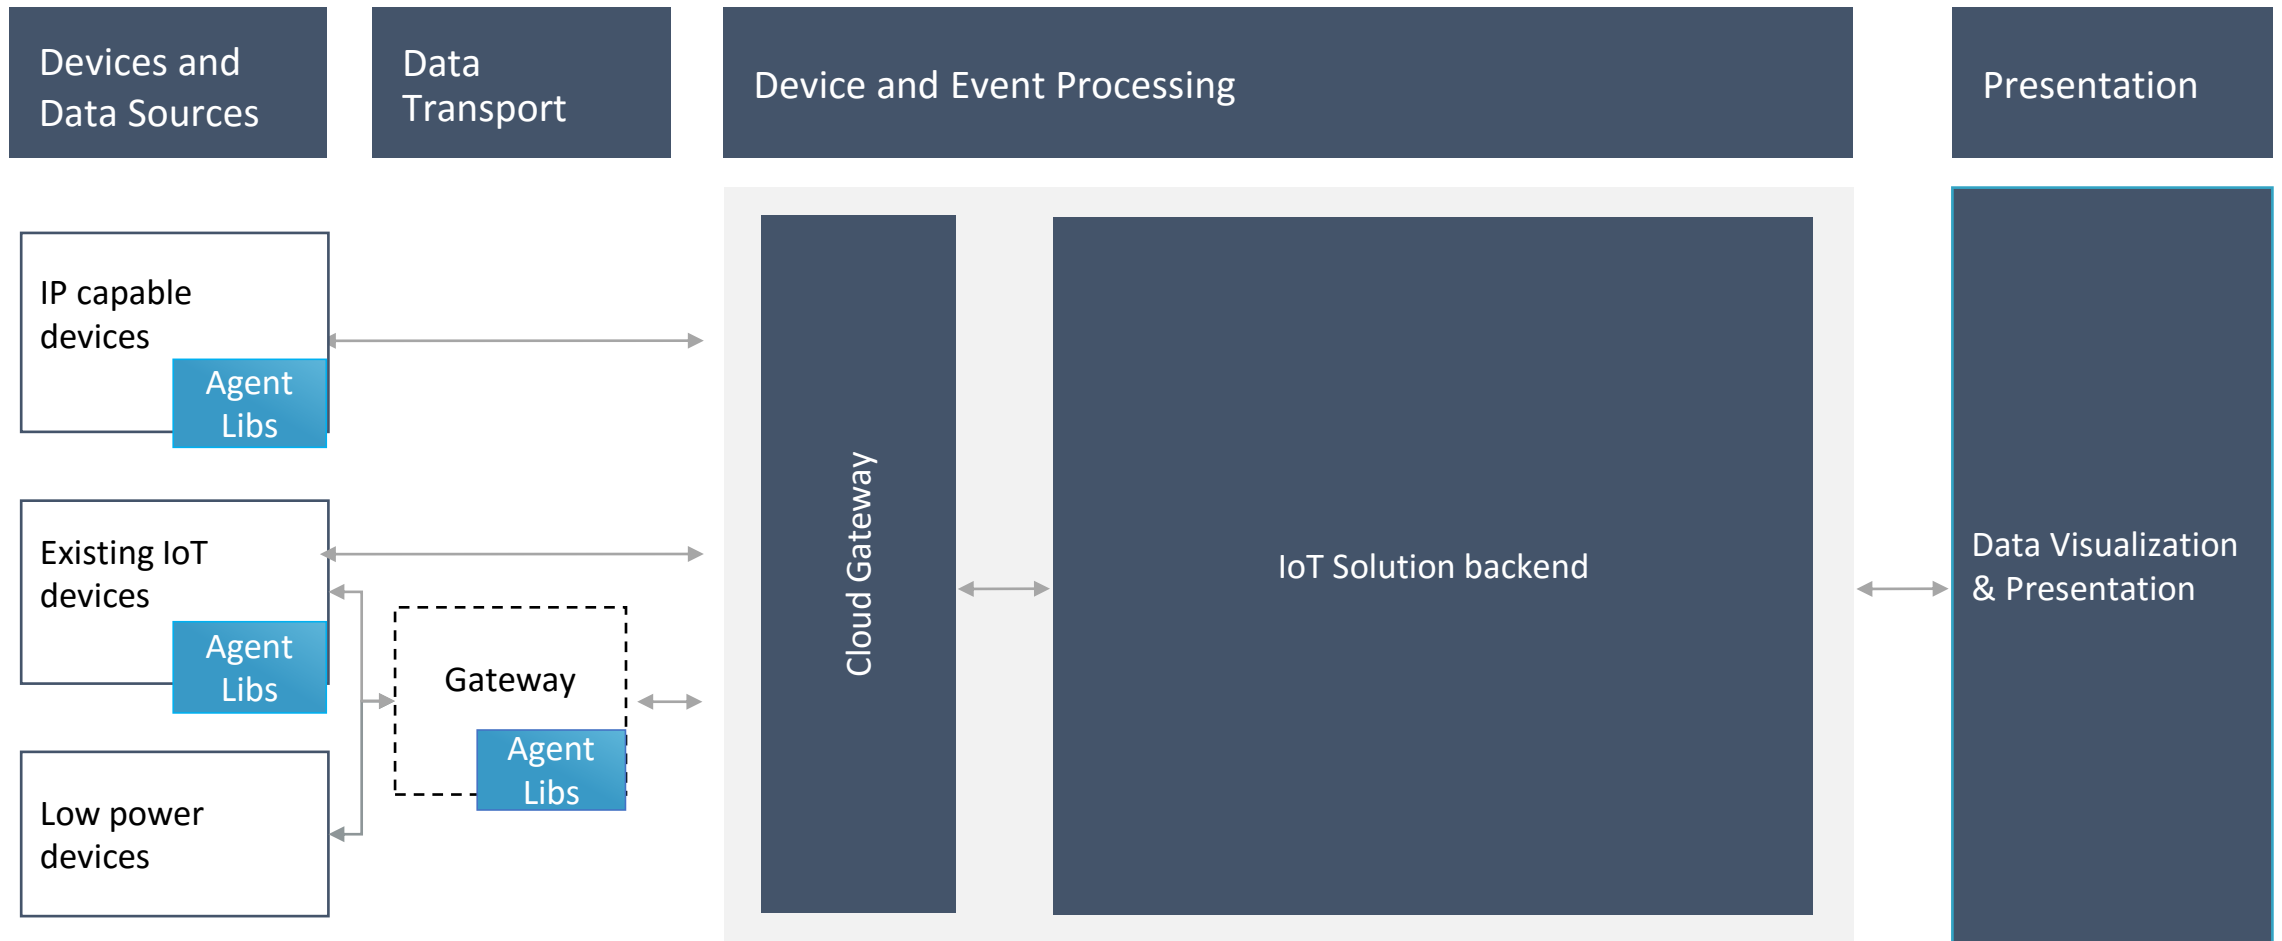 Devices and
Data Sources
Data
Transport
Device and Event Processing
Presentation
IP capable
devices
Agent
Libs
Existing IoT
devices
Agent
Libs
Low power
devices
Gateway
Agent
Libs
Cloud Gateway
IoT Solution backend
Data Visualization
& Presentation